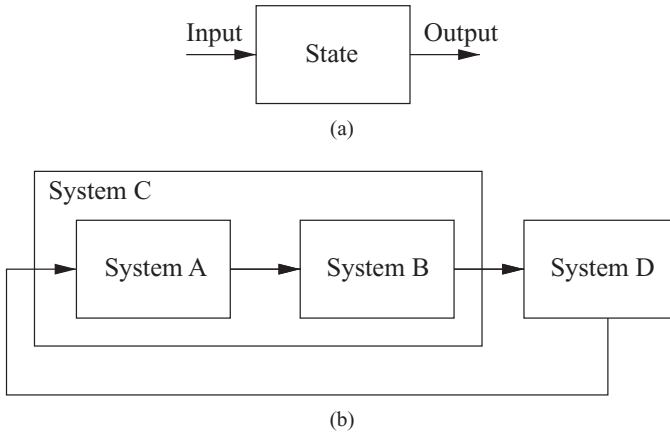 Input
State
Output
(a)
System C
System A
System B
System D
(b)